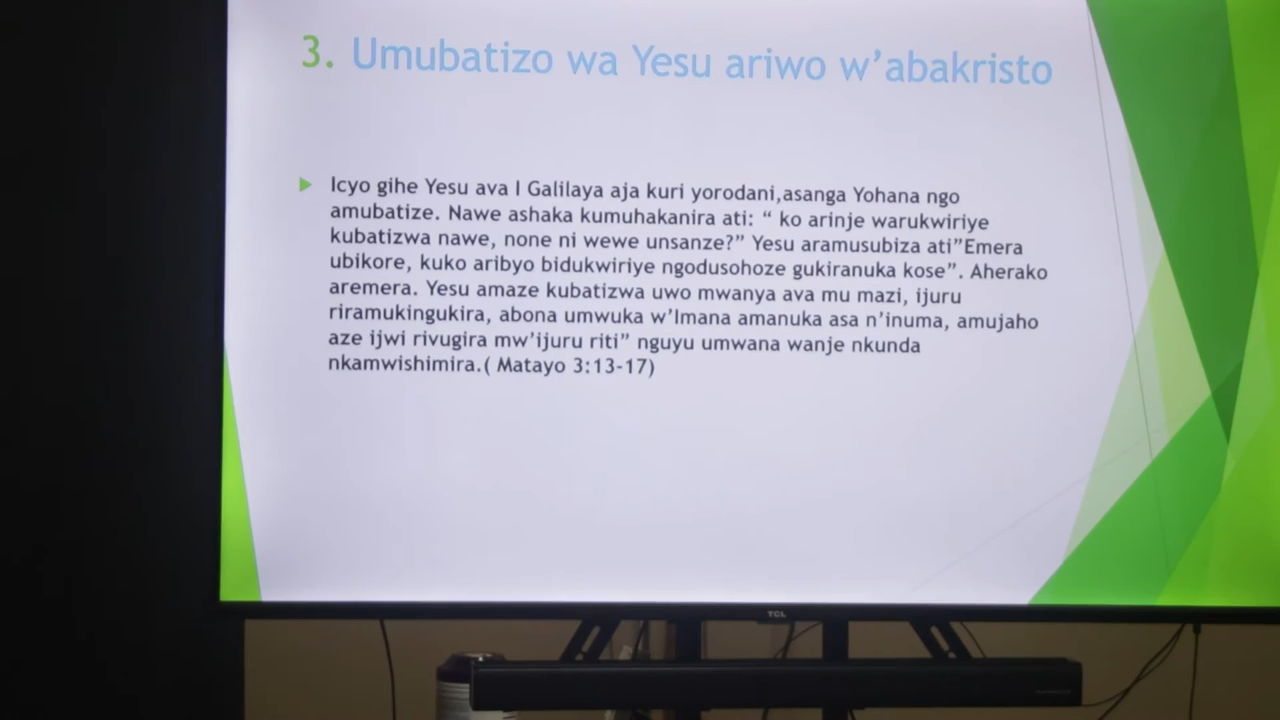 3. Umubatizo wa Yesu ariwo w’abakristo
Icyo gihe Yesu ava I Galilaya aja kuri yorodani,asanga Yohana ngo
amubatize. Nawe ashaka kumuhakanira ati: “ ko arinje warukwiriye
kubatizwa nawe, none ni wewe unsanze?” Yesu aramusubiza ati”Emera
ubikore, kuko aribyo bidukwiriye ngodusohoze gukiranuka kose”. Aherako
aremera. Yesu amaze kubatizwa uwo mwanya ava mu mazi, ijuru
riramukingukira, abona umwuka w’Imana amanuka asa n’inuma, amujaho
aze ijwi rivugira mw’ijuru riti” nguyu umwana wanje nkunda
nkamwishimira.( Matayo 3:13-17)
TCL